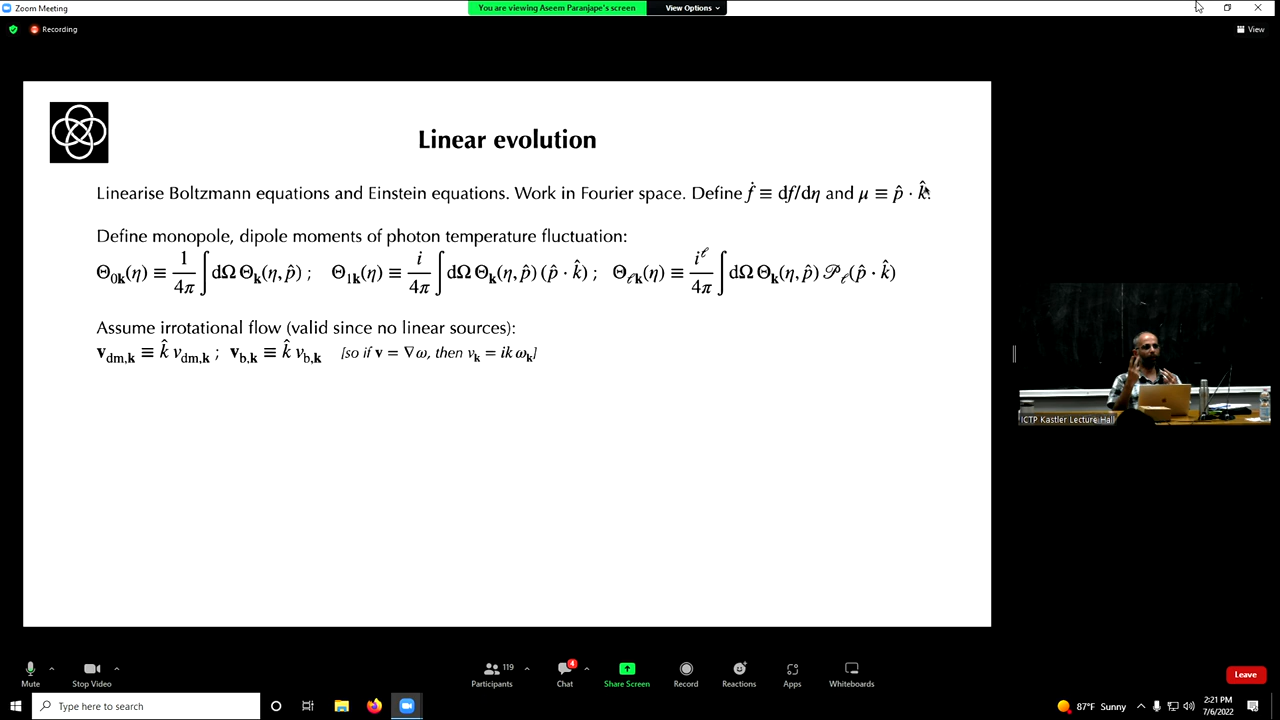 Zoom Meeting
You are viewing Aseem Paranjape's screen
View Options
Recording
View
Linear evolution
Linearise Boltzmann equations and Einstein equations. Work in Fourier space. Define ḟ ≡ df/dη and μ ≡ p̂ · k̂.
Define monopole, dipole moments of photon temperature fluctuation:
Θ₀𝐤(η) ≡ 1/4π ∫ dΩ Θ𝐤(η, p̂) ; Θ₁𝐤(η) ≡ i/4π ∫ dΩ Θ𝐤(η, p̂) (p̂ · k̂) ; Θℓ𝐤(η) ≡ i^ℓ/4π ∫ dΩ Θ𝐤(η, p̂) 𝒫ℓ(p̂ · k̂)
Assume irrotational flow (valid since no linear sources):
𝐯dm,𝐤 ≡ k̂ vdm,𝐤 ; 𝐯b,𝐤 ≡ k̂ vb,𝐤 [so if 𝐯 = ∇ω, then v𝐤 = ik ω𝐤]
ICTP Kastler Lecture Hall
Mute
Stop Video
119
Participants
4
Chat
Share Screen
Record
Reactions
Apps
Whiteboards
Leave
Type here to search
87°F Sunny
2:21 PM
7/6/2022